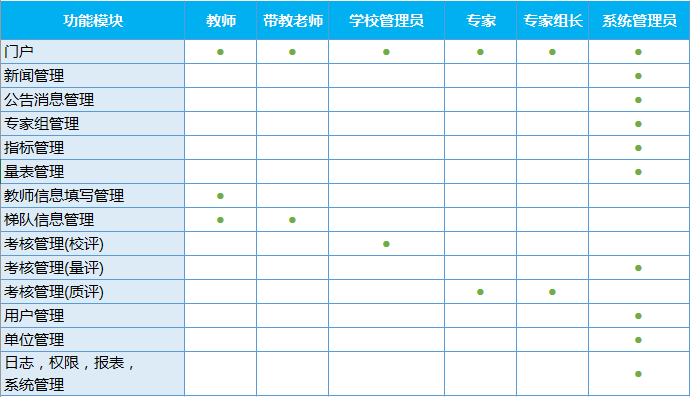 功能模块 教师 带教老师 学校管理员 专家 专家组长 系统管理员
门户 ● ● ● ● ● ●
新闻管理 ●
公告消息管理 ●
专家组管理 ●
指标管理 ●
量表管理 ●
教师信息填写管理 ●
梯队信息管理 ● ●
考核管理(校评) ●
考核管理(量评) ●
考核管理(质评) ● ●
用户管理 ●
单位管理 ●
日志，权限，报表，
系统管理 ●